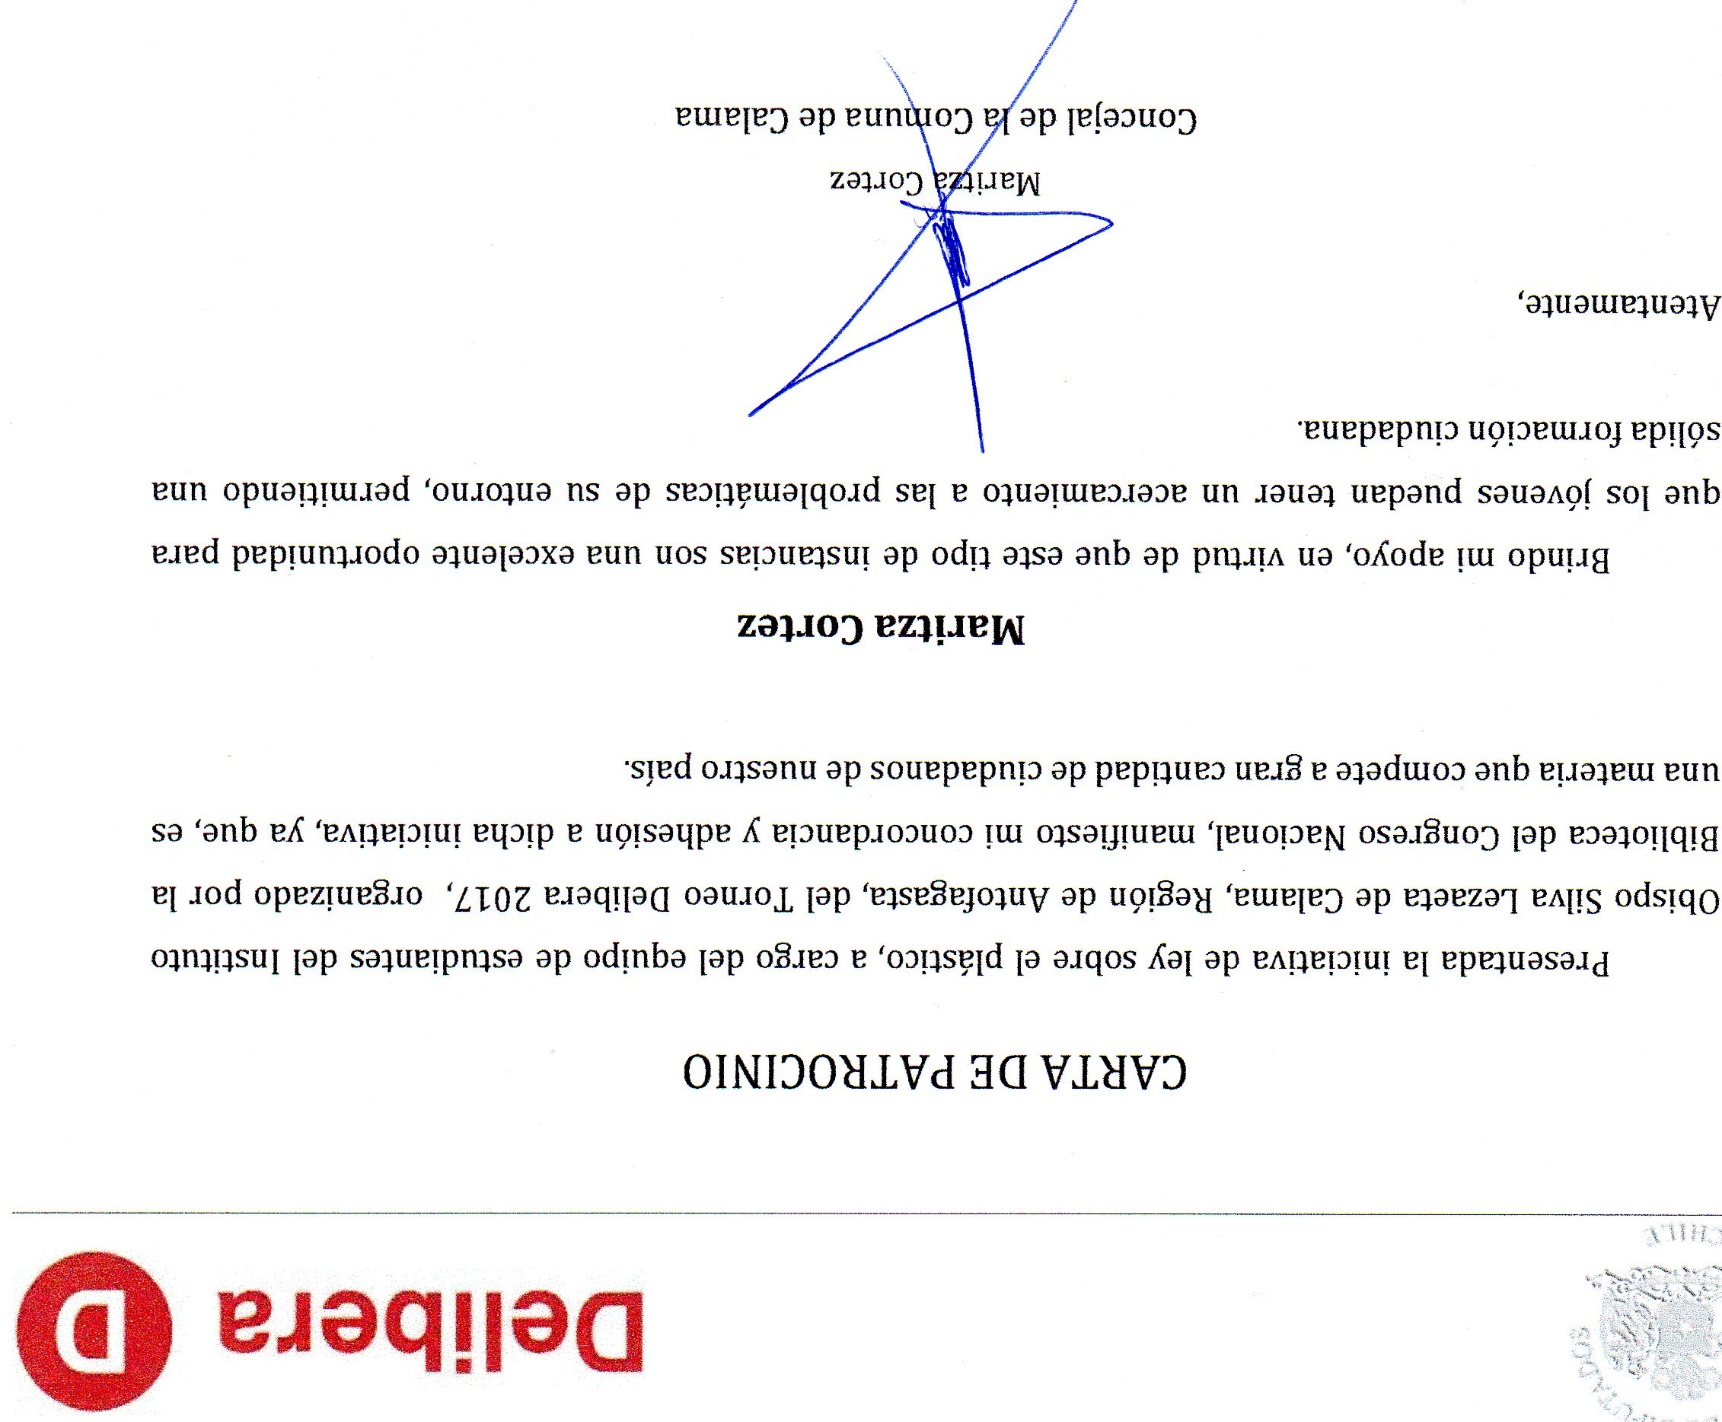 DIPUTADOS
CHILE
Delibera D
CARTA DE PATROCINIO
Presentada la iniciativa de ley sobre el plástico, a cargo del equipo de estudiantes del Instituto
Obispo Silva Lezaeta de Calama, Región de Antofagasta, del Torneo Delibera 2017, organizado por la
Biblioteca del Congreso Nacional, manifiesto mi concordancia y adhesión a dicha iniciativa, ya que, es
una materia que compete a gran cantidad de ciudadanos de nuestro país.
Maritza Cortez
Brindo mi apoyo, en virtud de que este tipo de instancias son una excelente oportunidad para
que los jóvenes puedan tener un acercamiento a las problemáticas de su entorno, permitiendo una
sólida formación ciudadana.
Atentamente,
Maritza Cortez
Concejal de la Comuna de Calama